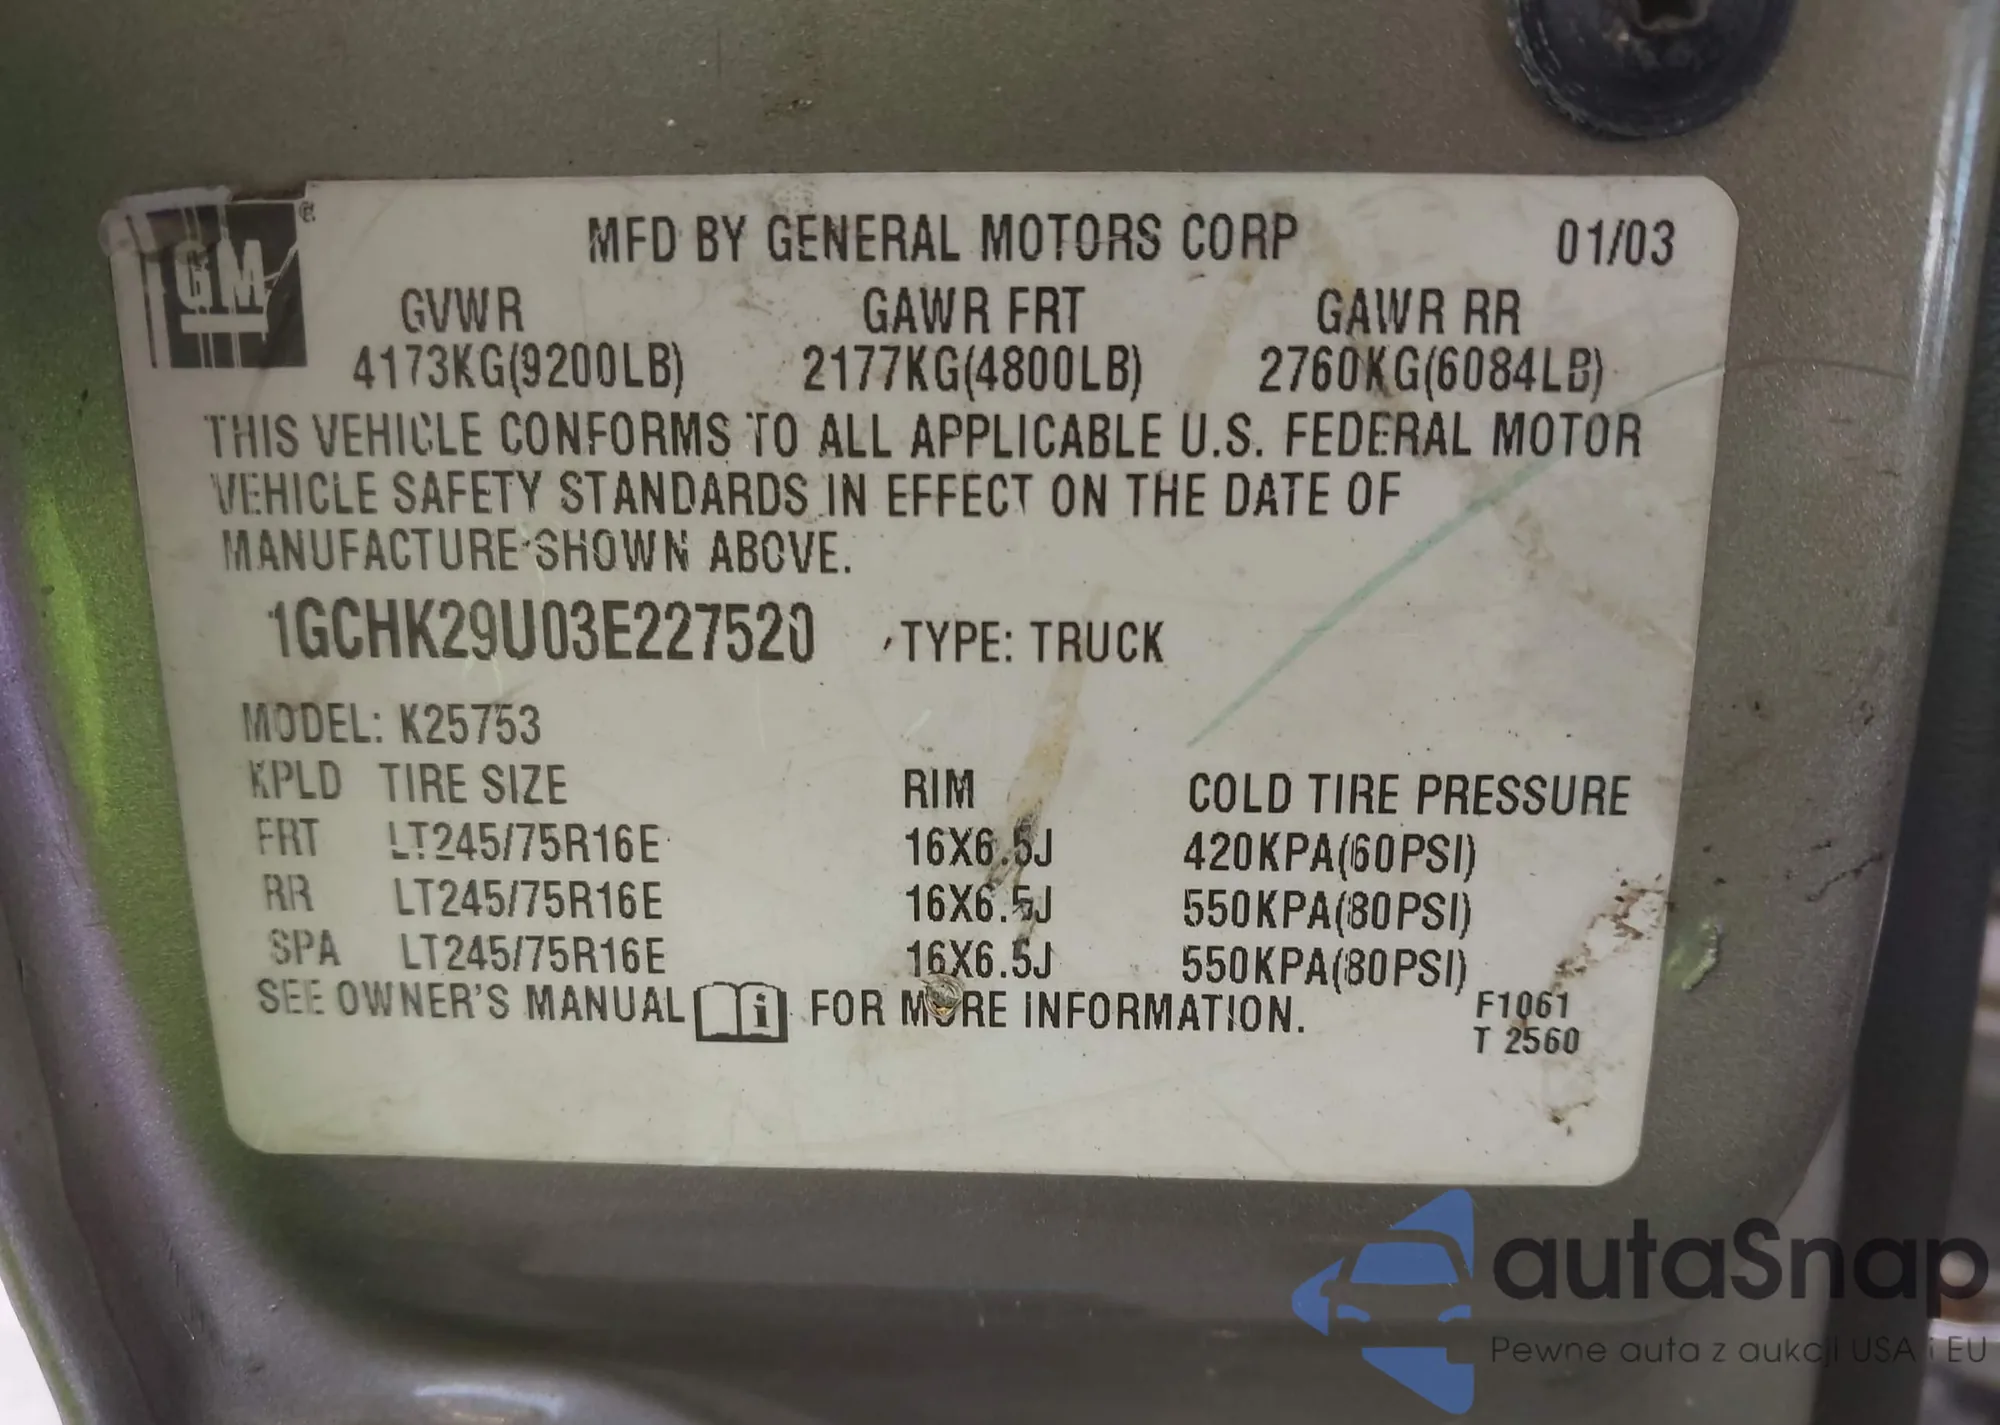 GM
MFD BY GENERAL MOTORS CORP 01/03
GVWR GAWR FRT GAWR RR
4173KG(9200LB) 2177KG(4800LB) 2760KG(6084LB)
THIS VEHICLE CONFORMS TO ALL APPLICABLE U.S. FEDERAL MOTOR
VEHICLE SAFETY STANDARDS IN EFFECT ON THE DATE OF
MANUFACTURE SHOWN ABOVE.
1GCHK29U03E227520 TYPE: TRUCK
MODEL: K25753
KPLD TIRE SIZE RIM COLD TIRE PRESSURE
FRT LT245/75R16E 16X6.5J 420KPA(60PSI)
RR LT245/75R16E 16X6.5J 550KPA(80PSI)
SPA LT245/75R16E 16X6.5J 550KPA(80PSI)
SEE OWNER'S MANUAL i FOR MORE INFORMATION.
F1061
T 2560
autaSnap
Pewne auta z aukcji USA i EU